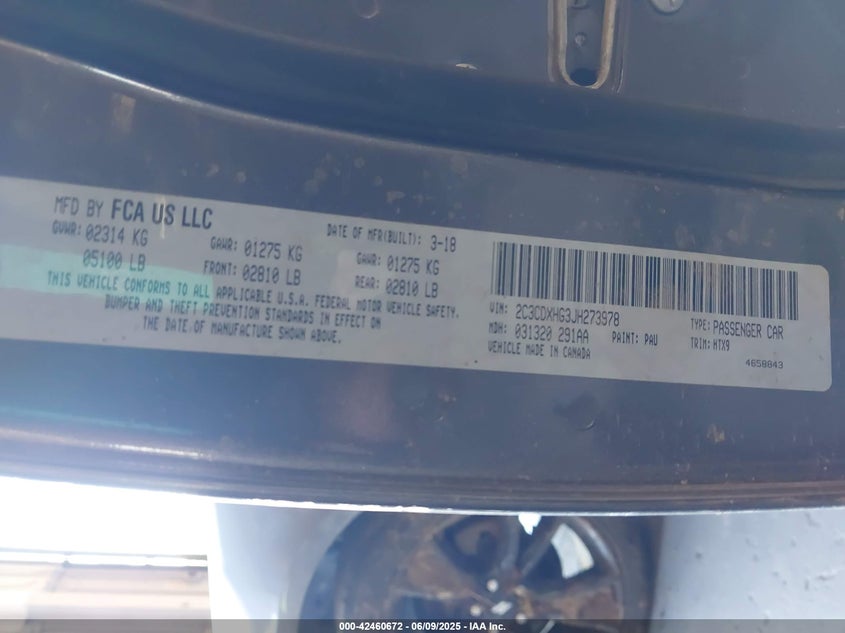 MFD BY FCA US LLC
DATE OF MFR(BUILT): 3-18
GVWR: 02314 KG
GAWR: 01275 KG
GAWR: 01275 KG
05100 LB
FRONT: 02810 LB
REAR: 02810 LB
THIS VEHICLE CONFORMS TO ALL APPLICABLE U.S.A. FEDERAL MOTOR VEHICLE SAFETY.
BUMPER AND THEFT PREVENTION STANDARDS IN EFFECT ON
THE DATE OF MANUFACTURE SHOWN ABOVE.
VIN: 2C3CDXHG3JH273978
TYPE: PASSENGER CAR
MDH: 031320 291AA
PAINT: PAU
TRIM: HTX9
VEHICLE MADE IN CANADA
4658843
000-42460672 - 06/09/2025 - IAA Inc.